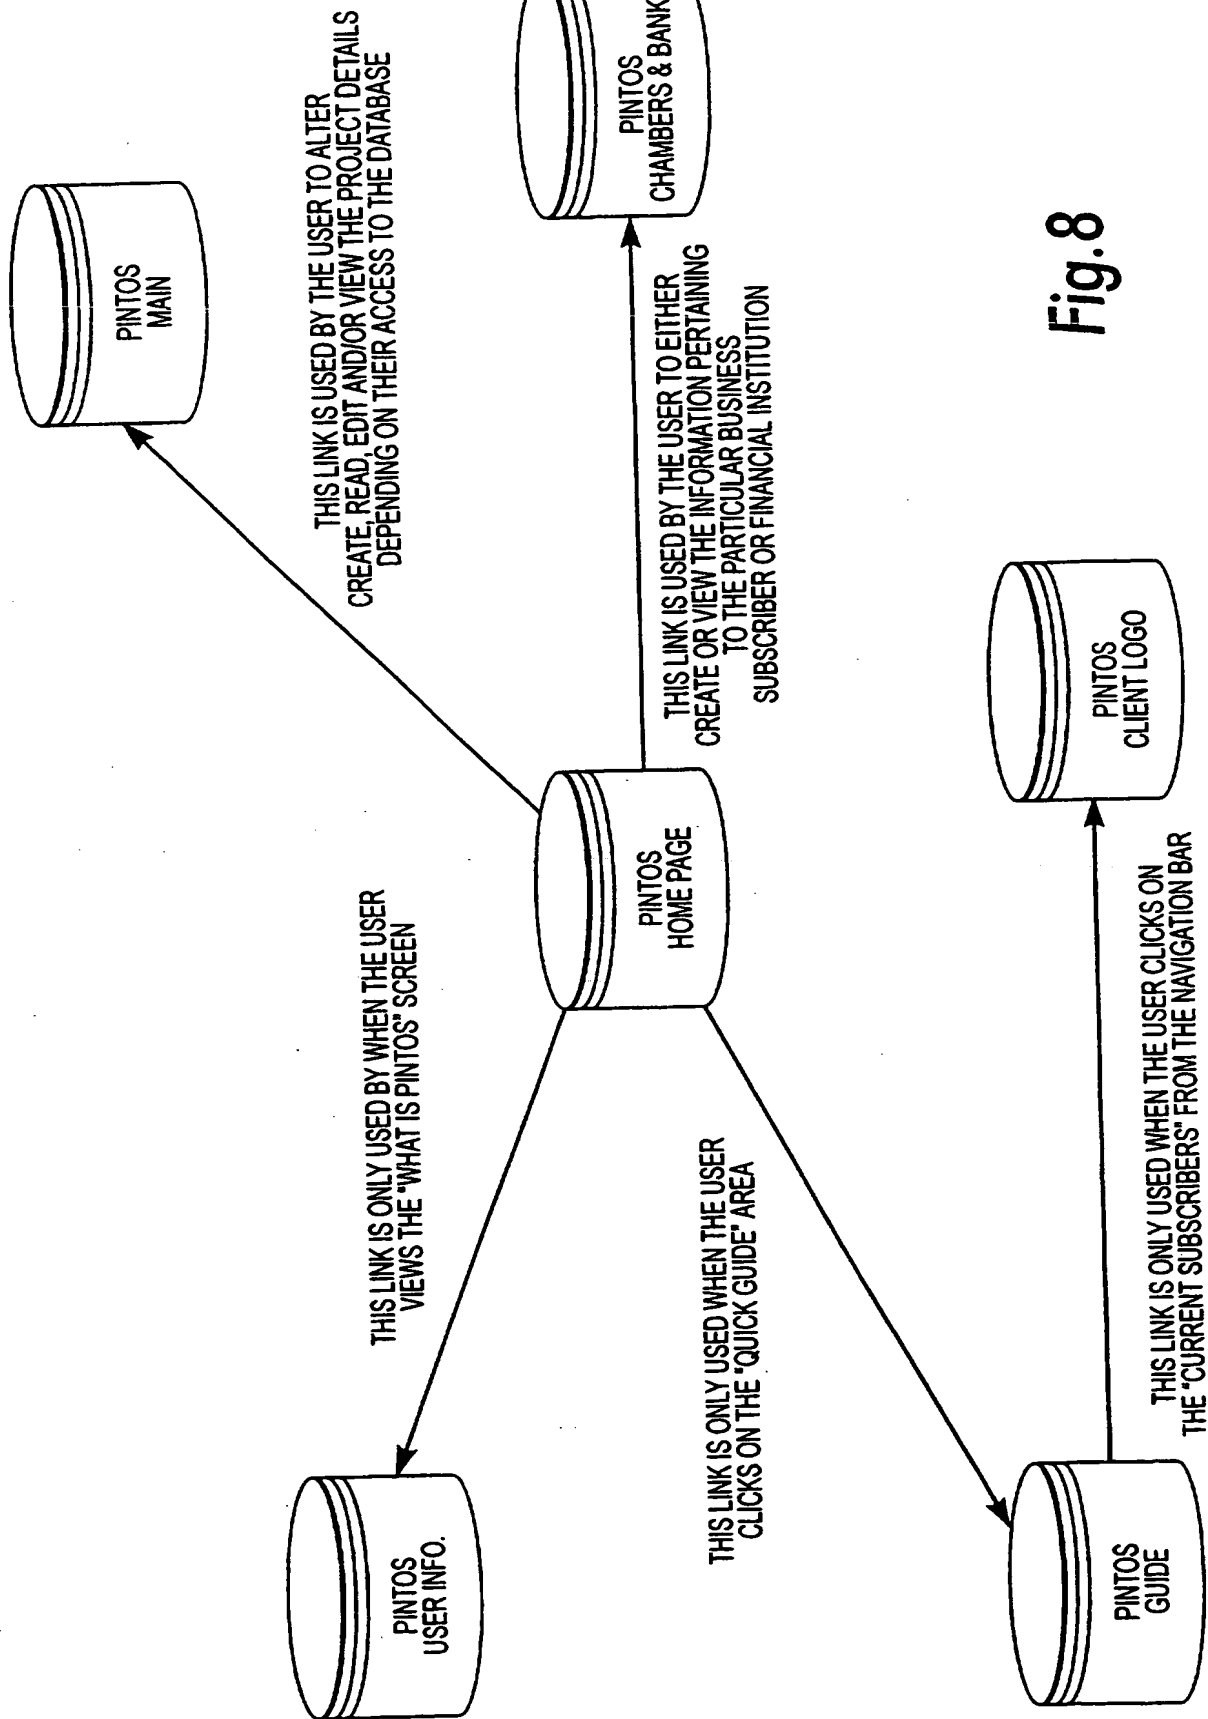 PINTOS
MAIN
THIS LINK IS USED BY THE USER TO ALTER
CREATE, READ, EDIT AND/OR VIEW THE PROJECT DETAILS
DEPENDING ON THEIR ACCESS TO THE DATABASE
THIS LINK IS ONLY USED BY WHEN THE USER
VIEWS THE "WHAT IS PINTOS" SCREEN
PINTOS
USER INFO.
PINTOS
HOME PAGE
PINTOS
CHAMBERS & BANK
THIS LINK IS USED BY THE USER TO EITHER
CREATE OR VIEW THE INFORMATION PERTAINING
TO THE PARTICULAR BUSINESS
SUBSCRIBER OR FINANCIAL INSTITUTION
THIS LINK IS ONLY USED WHEN THE USER
CLICKS ON THE "QUICK GUIDE" AREA
PINTOS
GUIDE
PINTOS
CLIENT LOGO
THIS LINK IS ONLY USED WHEN THE USER CLICKS ON
THE "CURRENT SUBSCRIBERS" FROM THE NAVIGATION BAR
Fig.8